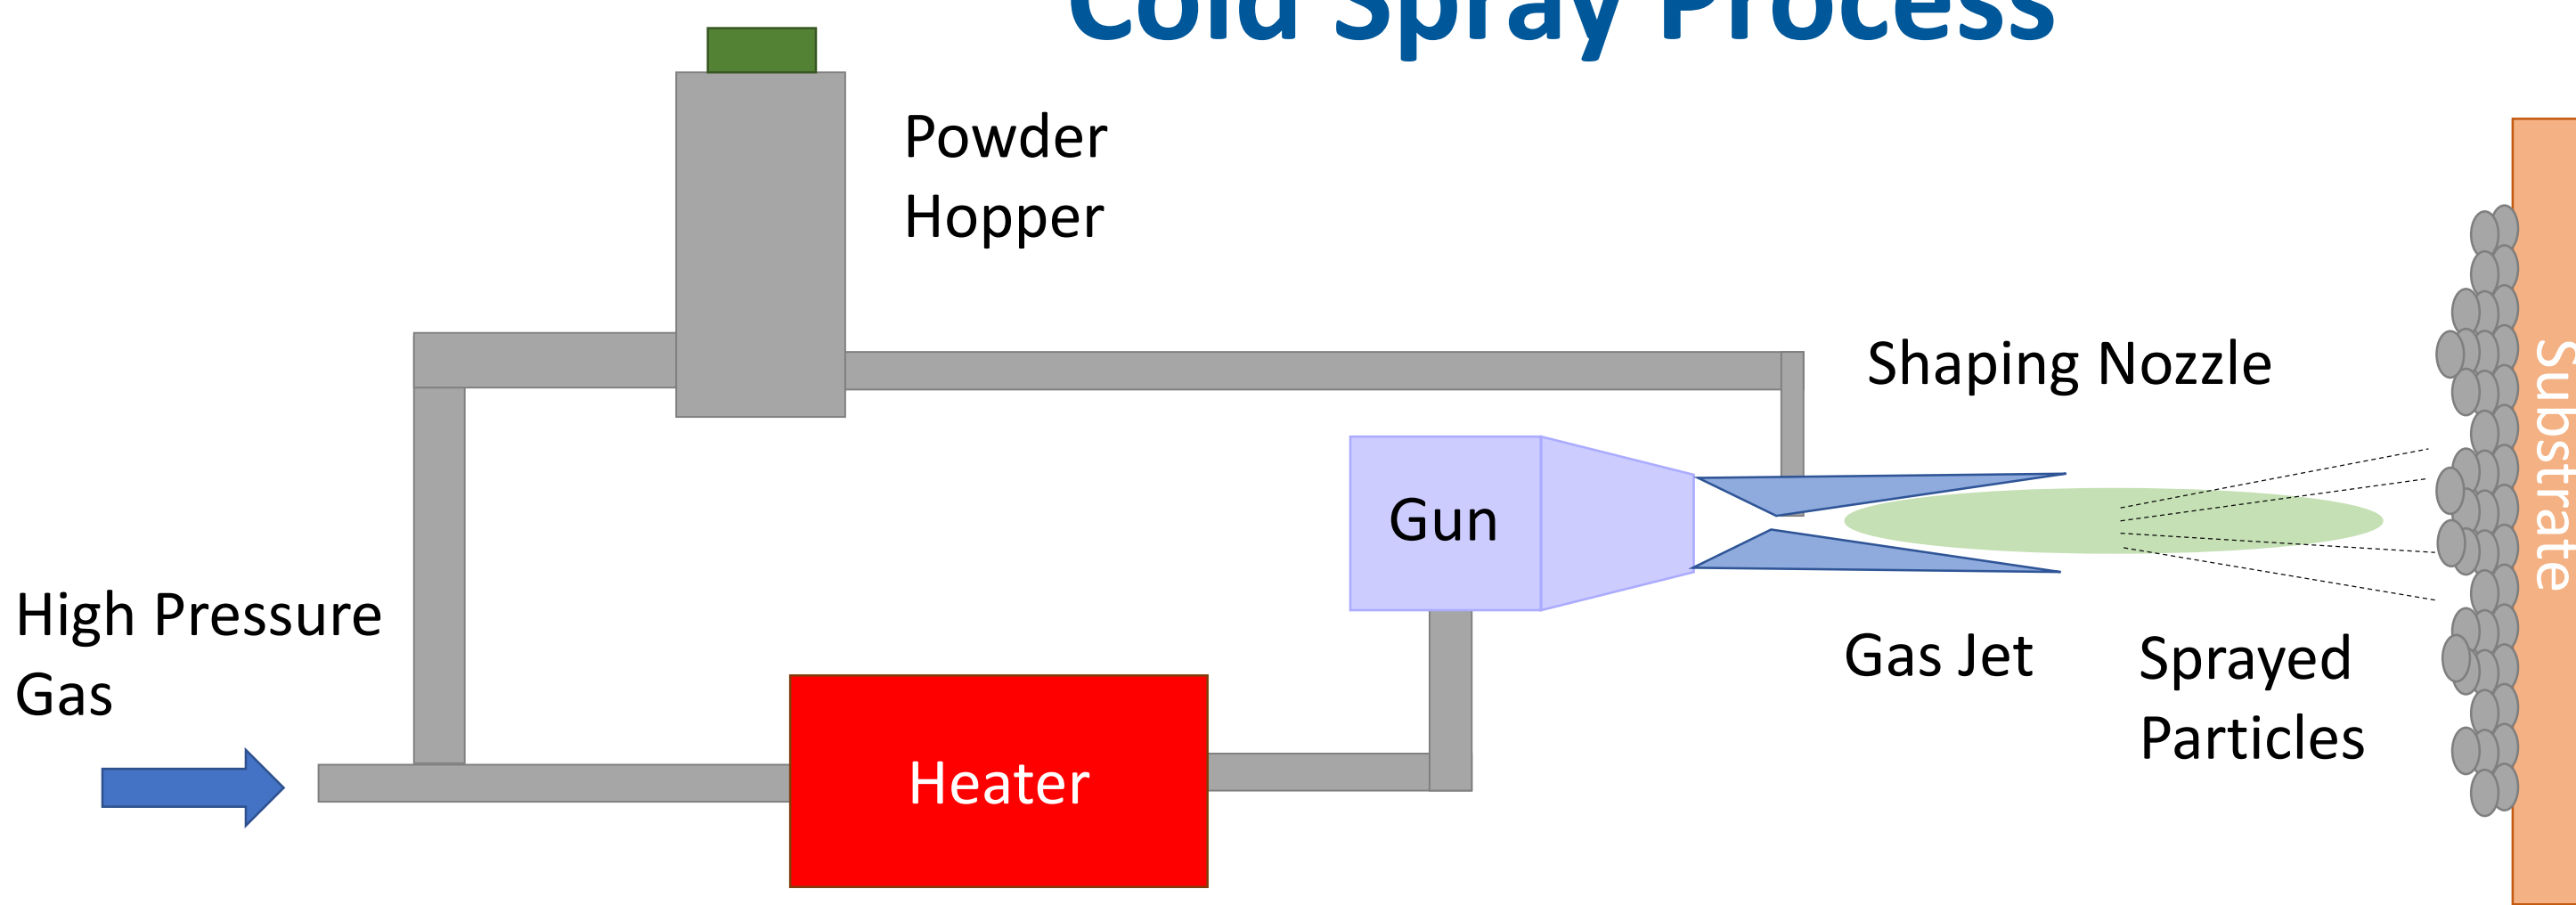 Cold Spray Process
Powder
Hopper
Shaping Nozzle
Substrate
Gun
High Pressure
Gas
Gas Jet
Sprayed
Particles
Heater